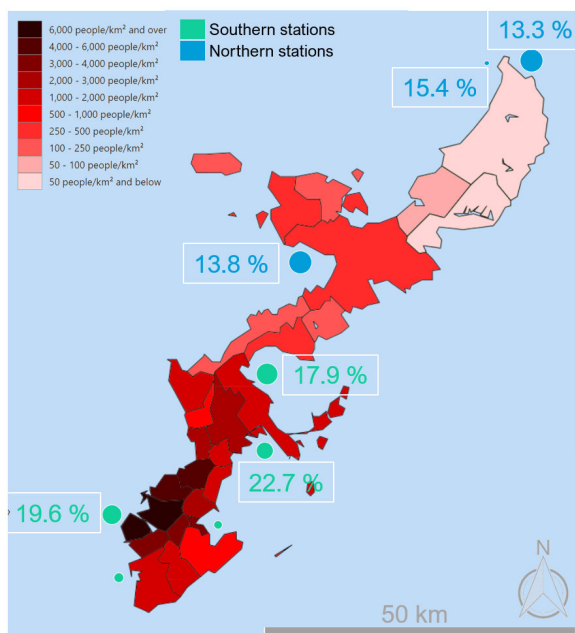 6,000 people/km² and over
4,000 - 6,000 people/km²
3,000 - 4,000 people/km²
2,000 - 3,000 people/km²
1,000 - 2,000 people/km²
500 - 1,000 people/km²
250 - 500 people/km²
100 - 250 people/km²
50 - 100 people/km²
50 people/km² and below
Southern stations
Northern stations
13.3 %
15.4 %
13.8 %
17.9 %
22.7 %
19.6 %
N
50 km